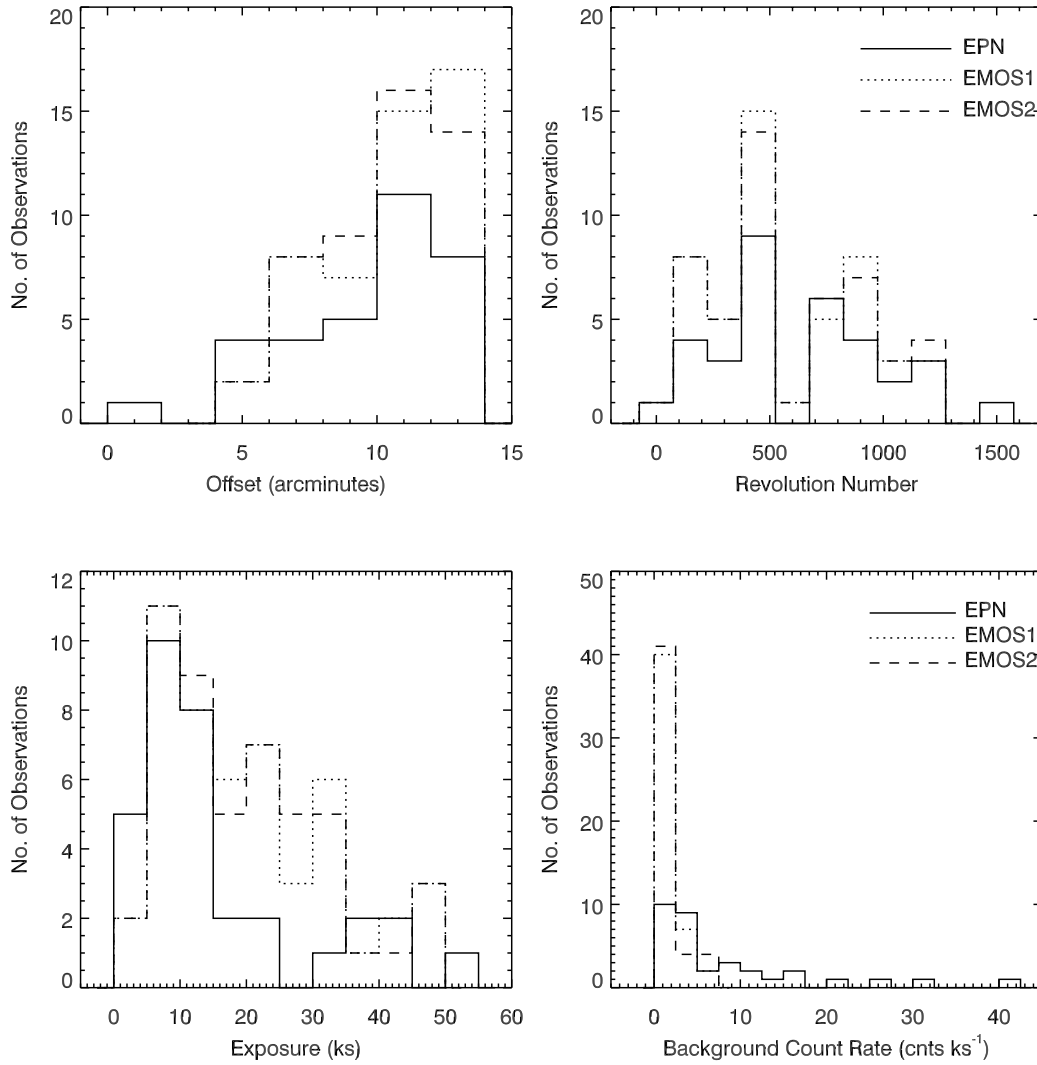 20
15
10
5
0
No. of Observations
0 5 10 15
Offset (arcminutes)
20
15
10
5
0
No. of Observations
EPN
EMOS1
EMOS2
0 500 1000 1500
Revolution Number
12
10
8
6
4
2
0
No. of Observations
0 10 20 30 40 50 60
Exposure (ks)
50
40
30
20
10
0
No. of Observations
EPN
EMOS1
EMOS2
0 10 20 30 40
Background Count Rate (cnts ks⁻¹)